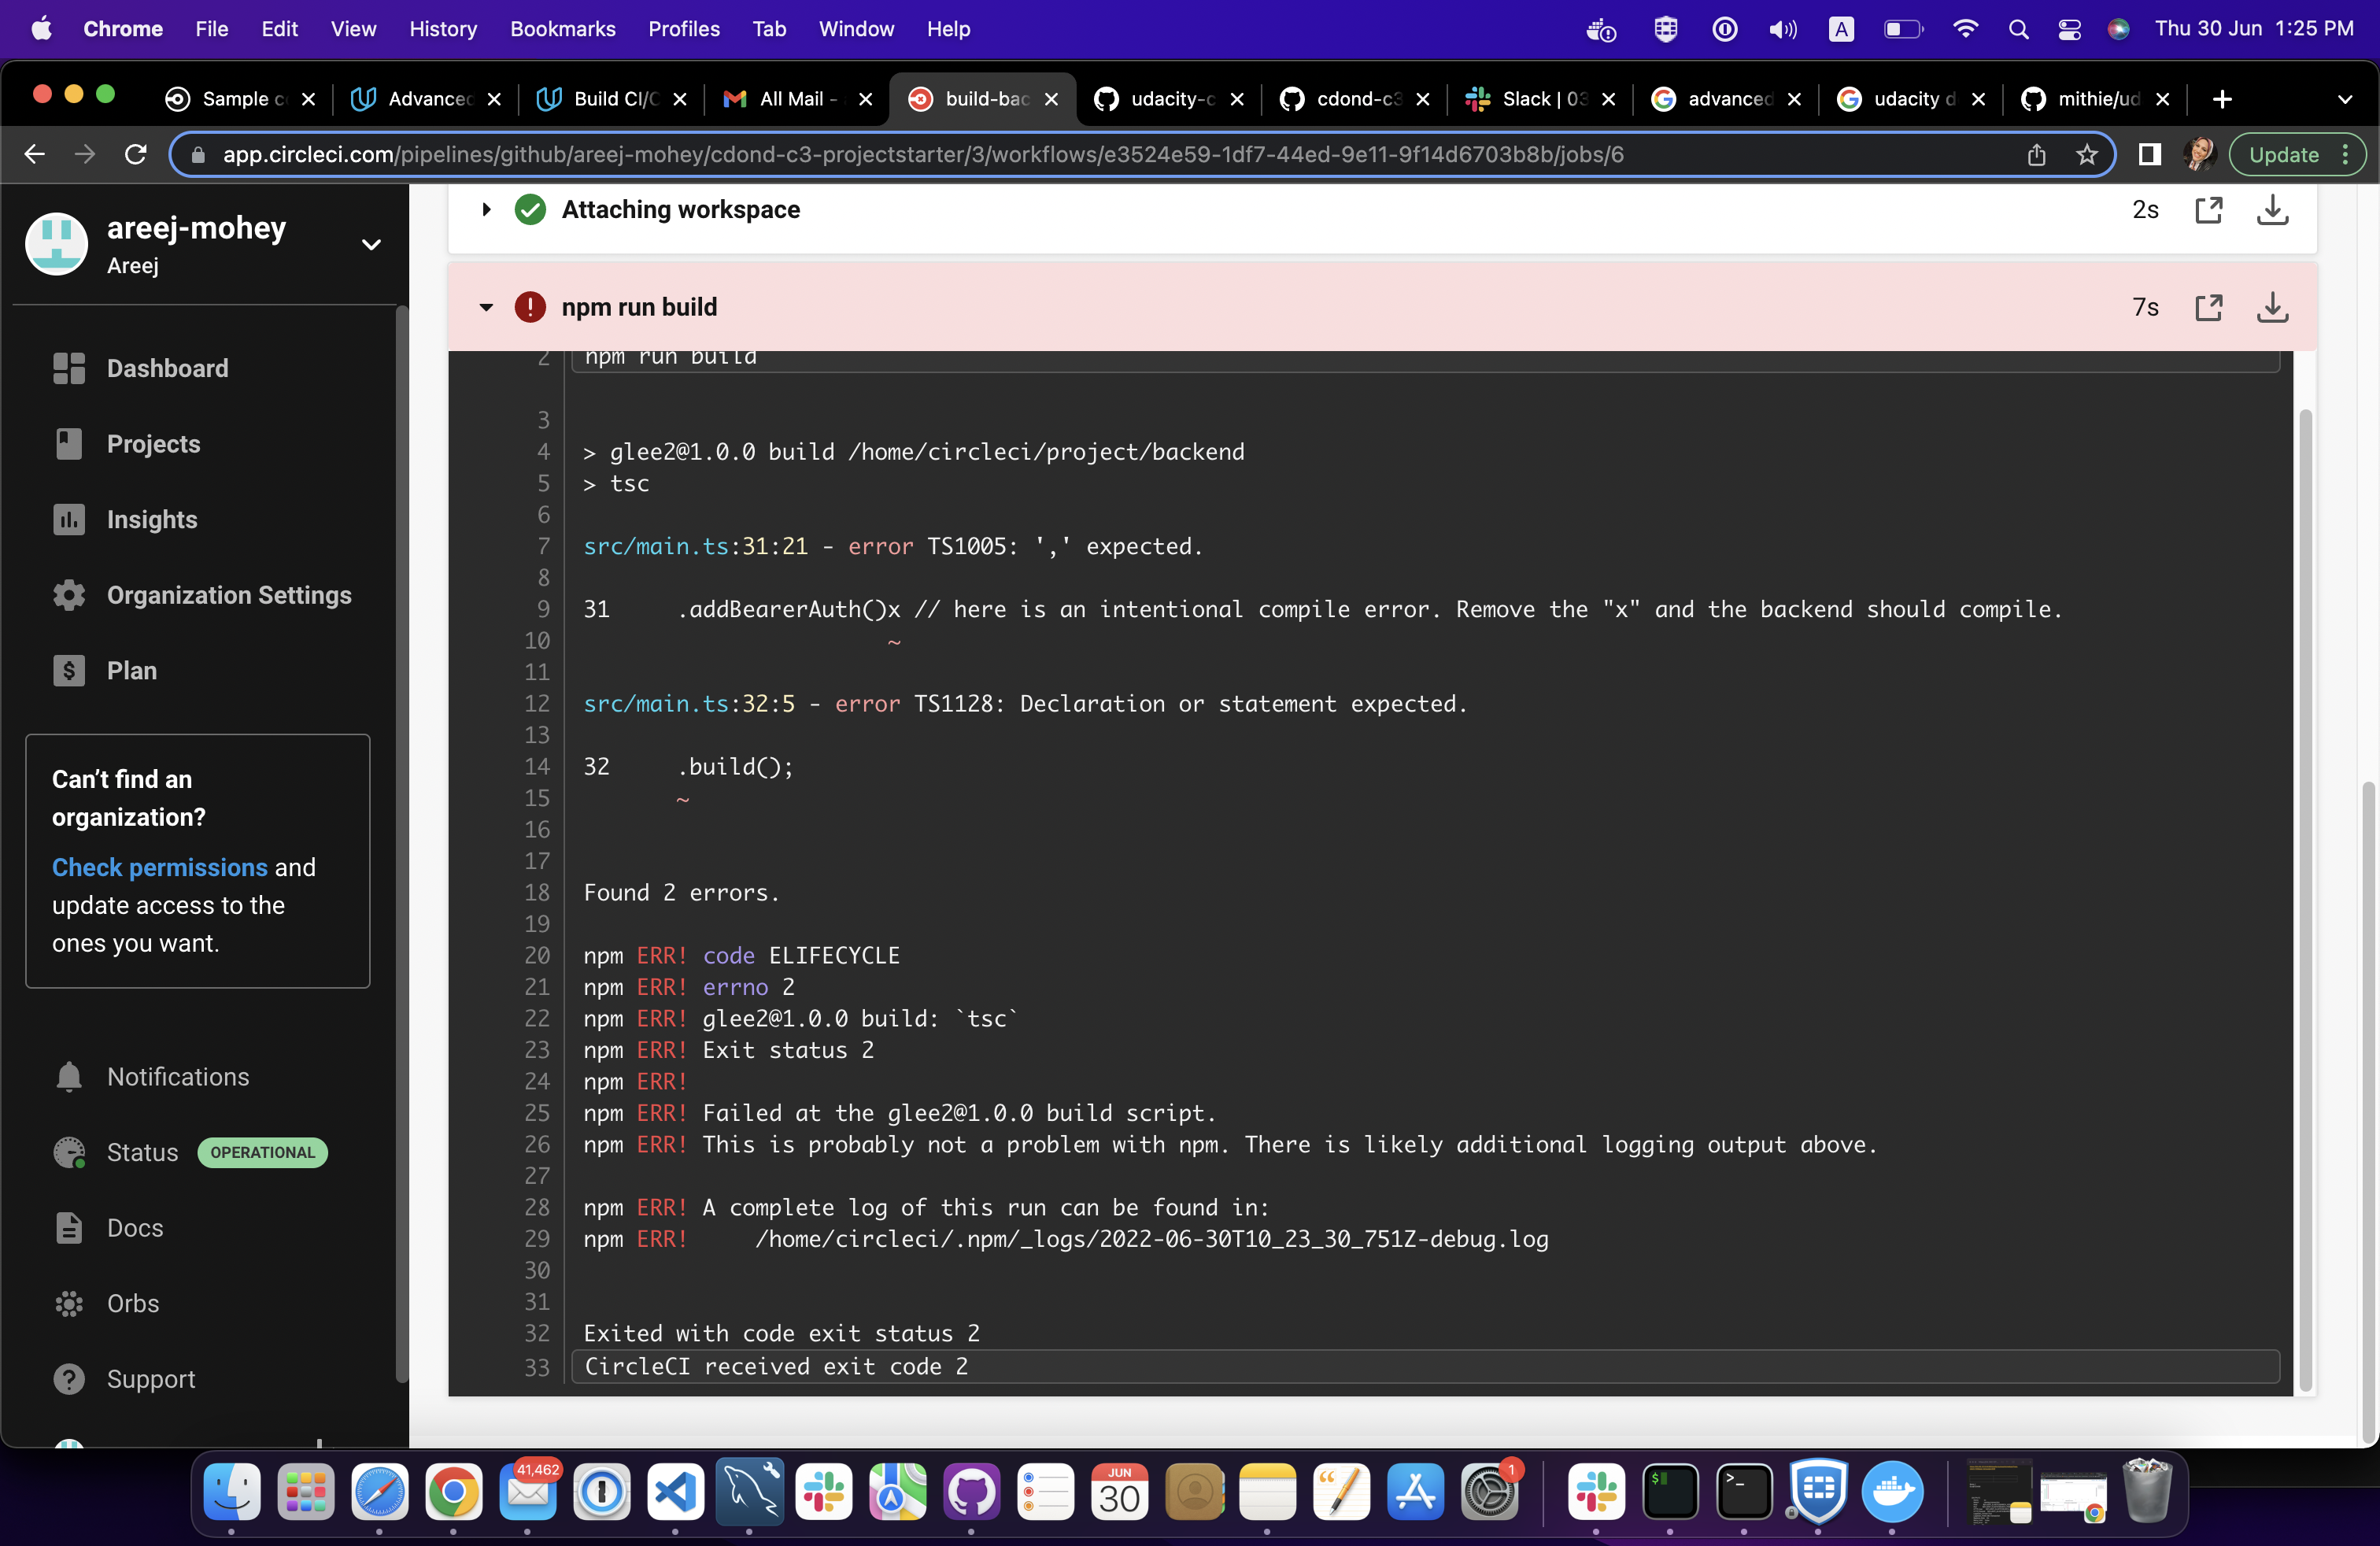 Chrome File Edit View History Bookmarks Profiles Tab Window Help A Thu 30 Jun 1:25 PM
Sample c Advanced Build CI/C All Mail - build-bac udacity-c cdond-c3 Slack | 03 advanced udacity d mithie/ud
app.circleci.com/pipelines/github/areej-mohey/cdond-c3-projectstarter/3/workflows/e3524e59-1df7-44ed-9e11-9f14d6703b8b/jobs/6 Update
areej-mohey
Areej
Dashboard
Projects
Insights
Organization Settings
Plan
Can't find an
organization?
Check permissions and
update access to the
ones you want.
Notifications
Status OPERATIONAL
Docs
Orbs
Support
Attaching workspace 2s
npm run build 7s
2 npm run build
3
4 > glee2@1.0.0 build /home/circleci/project/backend
5 > tsc
6
7 src/main.ts:31:21 - error TS1005: ',' expected.
8
9 31     .addBearerAuth()x // here is an intentional compile error. Remove the "x" and the backend should compile.
10 ~
11
12 src/main.ts:32:5 - error TS1128: Declaration or statement expected.
13
14 32     .build();
15 ~
16
17
18 Found 2 errors.
19
20 npm ERR! code ELIFECYCLE
21 npm ERR! errno 2
22 npm ERR! glee2@1.0.0 build: `tsc`
23 npm ERR! Exit status 2
24 npm ERR!
25 npm ERR! Failed at the glee2@1.0.0 build script.
26 npm ERR! This is probably not a problem with npm. There is likely additional logging output above.
27
28 npm ERR! A complete log of this run can be found in:
29 npm ERR!     /home/circleci/.npm/_logs/2022-06-30T10_23_30_751Z-debug.log
30
31
32 Exited with code exit status 2
33 CircleCI received exit code 2
41,462
JUN
30
1